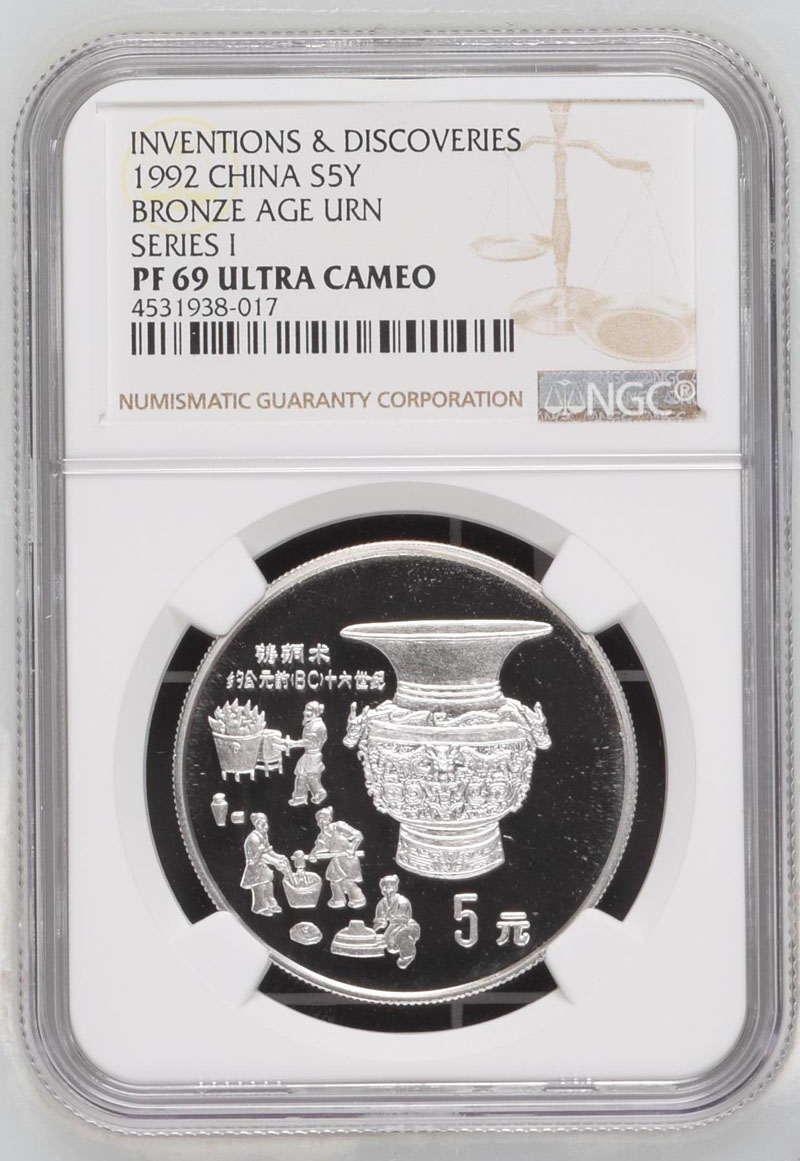 INVENTIONS & DISCOVERIES
1992 CHINA S5Y
BRONZE AGE URN
SERIES I
PF 69 ULTRA CAMEO
4531938-017
NUMISMATIC GUARANTY CORPORATION
NGC®
铸铜术
约公元前(BC)十六世纪
5元